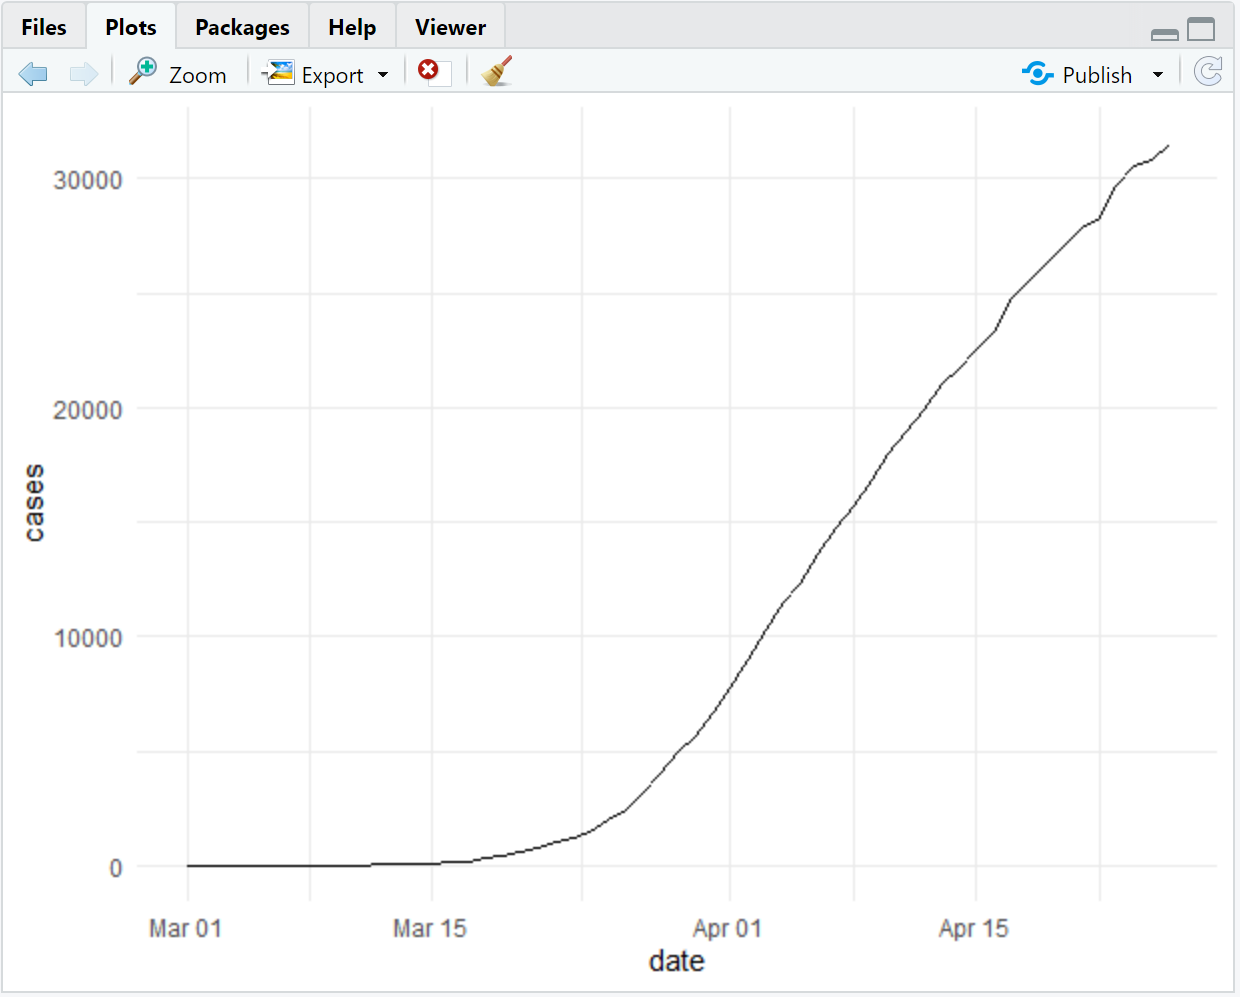 Files Plots Packages Help Viewer
Zoom Export Publish
30000
20000
10000
0
cases
Mar 01 Mar 15 Apr 01 Apr 15
date